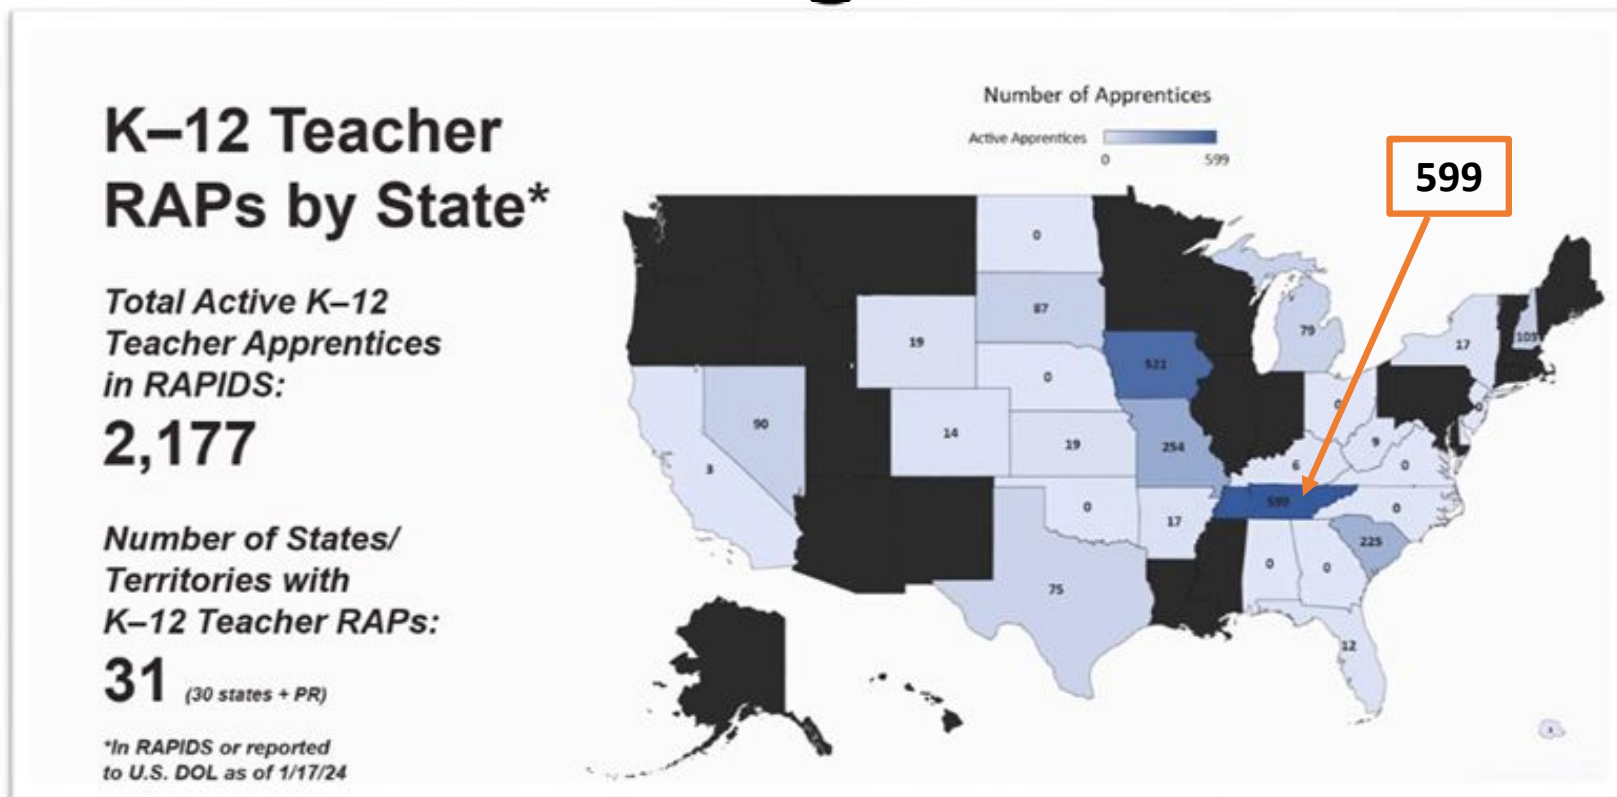 K–12 Teacher
RAPs by State*
Total Active K–12
Teacher Apprentices
in RAPIDS:
2,177
Number of States/
Territories with
K–12 Teacher RAPs:
31 (30 states + PR)
*In RAPIDS or reported
to U.S. DOL as of 1/17/24
Number of Apprentices
Active Apprentices
0 599
599
0
87
79
19
17
0
90
14
19
254
0
9
3
6
0
599
0
0
17
225
0
0
75
12